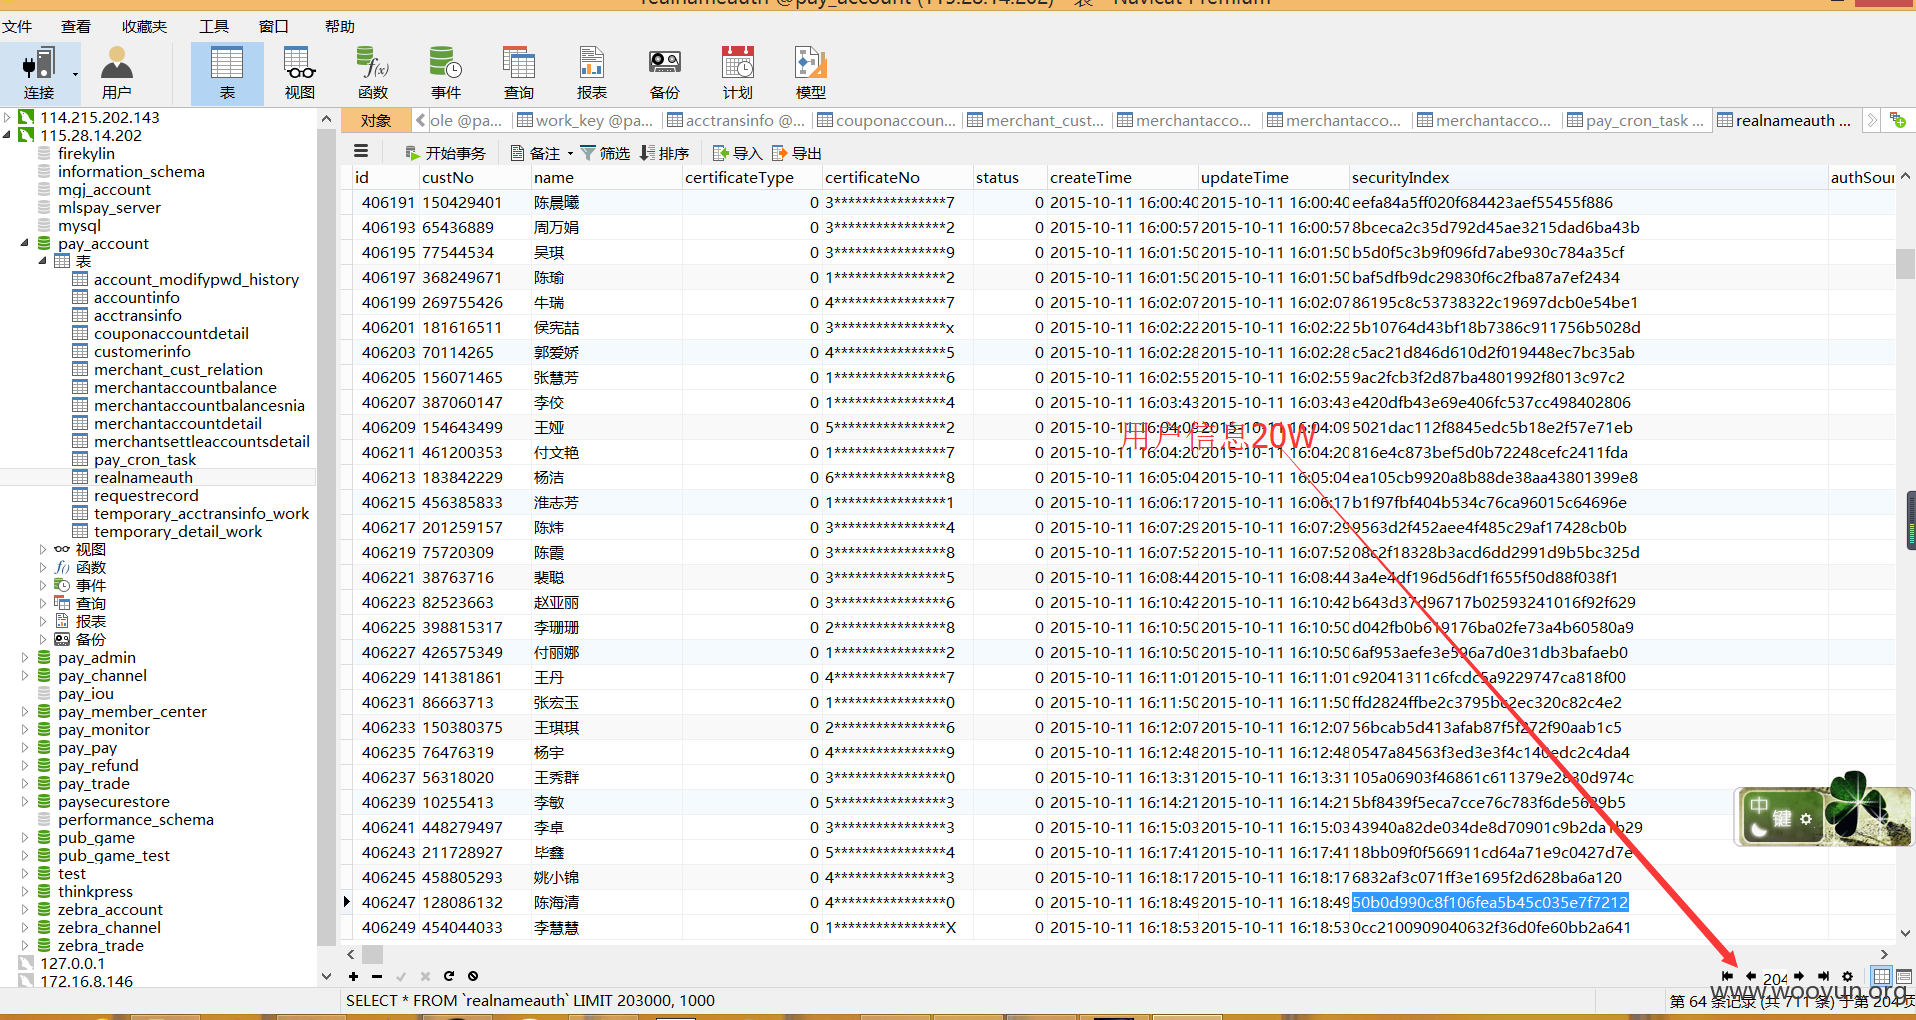 realnameauth @pay_account (115.28.14.202) - 表 - Navicat Premium
文件 查看 收藏夹 工具 窗口 帮助
连接 用户 表 视图 函数 事件 查询 报表 备份 计划 模型
114.215.202.143
115.28.14.202
firekylin
information_schema
mgj_account
mlspay_server
mysql
pay_account
表
account_modifypwd_history
accountinfo
acctransinfo
couponaccountdetail
customerinfo
merchant_cust_relation
merchantaccountbalance
merchantaccountbalancesnia
merchantaccountdetail
merchantsettleaccountsdetail
pay_cron_task
realnameauth
requestrecord
temporary_acctransinfo_work
temporary_detail_work
视图
函数
事件
查询
报表
备份
pay_admin
pay_channel
pay_iou
pay_member_center
pay_monitor
pay_pay
pay_refund
pay_trade
paysecurestore
performance_schema
pub_game
pub_game_test
test
thinkpress
zebra_account
zebra_channel
zebra_trade
127.0.0.1
172.16.8.146
对象 ole @pa... work_key @pa... acctransinfo @... couponaccoun... merchant_cust... merchantacco... merchantacco... merchantacco... pay_cron_task ... realnameauth ...
开始事务 备注 筛选 排序 导入 导出
id custNo name certificateType certificateNo status createTime updateTime securityIndex authSour
406191 150429401 陈晨曦 0 3****************7 0 2015-10-11 16:00:40 2015-10-11 16:00:40 eefa84a5ff020f684423aef55455f886
406193 65436889 周万娟 0 3****************2 0 2015-10-11 16:00:57 2015-10-11 16:00:57 8bceca2c35d792d45ae3215dad6ba43b
406195 77544534 吴琪 0 3****************9 0 2015-10-11 16:01:50 2015-10-11 16:01:50 b5d0f5c3b9f096fd7abe930c784a35cf
406197 368249671 陈瑜 0 1****************2 0 2015-10-11 16:01:50 2015-10-11 16:01:50 baf5dfb9dc29830f6c2fba87a7ef2434
406199 269755426 牛瑞 0 4****************7 0 2015-10-11 16:02:07 2015-10-11 16:02:07 86195c8c53738322c19697dcb0e54be1
406201 181616511 侯宪喆 0 3****************x 0 2015-10-11 16:02:22 2015-10-11 16:02:22 5b10764d43bf18b7386c911756b5028d
406203 70114265 郭爱娇 0 4****************5 0 2015-10-11 16:02:28 2015-10-11 16:02:28 c5ac21d846d610d2f019448ec7bc35ab
406205 156071465 张慧芳 0 1****************6 0 2015-10-11 16:02:55 2015-10-11 16:02:55 9ac2fcb3f2d87ba4801992f8013c97c2
406207 387060147 李佼 0 1****************4 0 2015-10-11 16:03:43 2015-10-11 16:03:43 e420dfb43e69e406fc537cc498402806
406209 154643499 王娅 0 5****************2 0 2015-10-11 16:04:09 2015-10-11 16:04:09 5021dac112f8845edc5b18e2f57e71eb
用户信息20W
406211 461200353 付文艳 0 1****************7 0 2015-10-11 16:04:20 2015-10-11 16:04:20 816e4c873bef5d0b72248cefc2411fda
406213 183842229 杨洁 0 6****************8 0 2015-10-11 16:05:04 2015-10-11 16:05:04 ea105cb9920a8b88de38aa43801399e8
406215 456385833 淮志芳 0 1****************1 0 2015-10-11 16:06:17 2015-10-11 16:06:17 b1f97fbf404b534c76ca96015c64696e
406217 201259157 陈炜 0 3****************4 0 2015-10-11 16:07:29 2015-10-11 16:07:29 9563d2f452aee4f485c29af17428cb0b
406219 75720309 陈霞 0 3****************8 0 2015-10-11 16:07:52 2015-10-11 16:07:52 08c2f18328b3acd6dd2991d9b5bc325d
406221 38763716 裴聪 0 3****************5 0 2015-10-11 16:08:44 2015-10-11 16:08:44 3a4e4df196d56df1f655f50d88f038f1
406223 82523663 赵亚丽 0 3****************6 0 2015-10-11 16:10:42 2015-10-11 16:10:42 b643d37d96717b02593241016f92f629
406225 398815317 李珊珊 0 2****************8 0 2015-10-11 16:10:50 2015-10-11 16:10:50 d042fb0b619176ba02fe73a4b60580a9
406227 426575349 付丽娜 0 1****************2 0 2015-10-11 16:10:50 2015-10-11 16:10:50 6af953aefe3e596a7d0e31db3bafaeb0
406229 141381861 王丹 0 4****************7 0 2015-10-11 16:11:01 2015-10-11 16:11:01 c92041311c6fcdc5a9229747ca818f00
406231 86663713 张宏玉 0 1****************0 0 2015-10-11 16:11:50 2015-10-11 16:11:50 ffd2824ffbe2c3795bc2ec320c82c4e2
406233 150380375 王琪琪 0 2****************6 0 2015-10-11 16:12:07 2015-10-11 16:12:07 56bcab5d413afab87f5f272f90aab1c5
406235 76476319 杨宇 0 4****************9 0 2015-10-11 16:12:48 2015-10-11 16:12:48 0547a84563f3ed3e3f4c140edc2c4da4
406237 56318020 王秀群 0 3****************0 0 2015-10-11 16:13:31 2015-10-11 16:13:31 105a06903f46861c611379e2830d974c
406239 10255413 李敏 0 5****************3 0 2015-10-11 16:14:21 2015-10-11 16:14:21 5bf8439f5eca7cce76c783f6de5629b5
406241 448279497 李卓 0 3****************3 0 2015-10-11 16:15:03 2015-10-11 16:15:03 43940a82de034de8d70901c9b2da1b29
406243 211728927 毕鑫 0 5****************4 0 2015-10-11 16:17:41 2015-10-11 16:17:41 18bb09f0f566911cd64a71e9c0427d7e
406245 458805293 姚小锦 0 4****************3 0 2015-10-11 16:18:17 2015-10-11 16:18:17 6832af3c071ff3e1695f2d628ba6a120
406247 128086132 陈海清 0 4****************0 0 2015-10-11 16:18:49 2015-10-11 16:18:49 50b0d990c8f106fea5b45c035e7f7212
406249 454044033 李慧慧 0 1****************X 0 2015-10-11 16:18:53 2015-10-11 16:18:53 0cc2100909040632f36d0fe60bb2a641
中 键
204
SELECT * FROM `realnameauth` LIMIT 203000, 1000
第 64 条记录 (共 711 条) 于第 204 页
www.wooyun.org